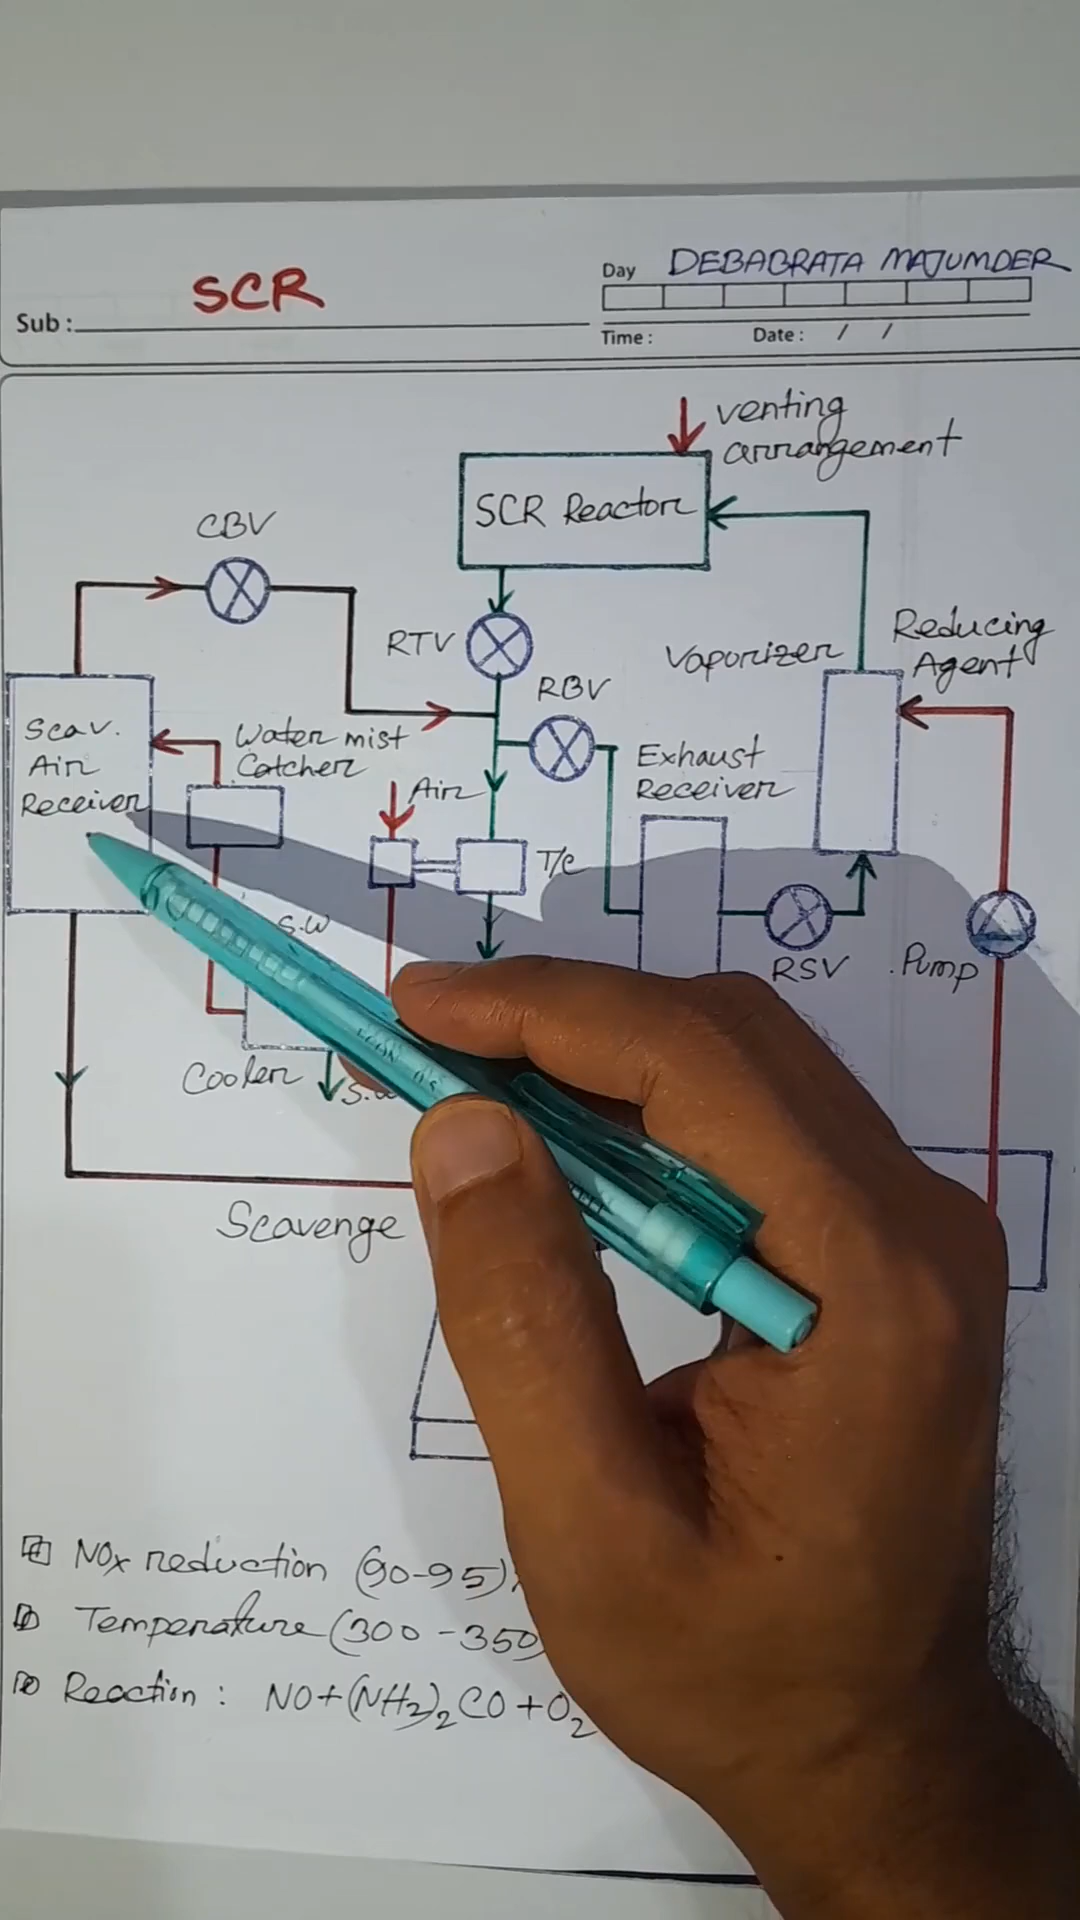 SCR
Day
DEBABRATA MAJUMDER
Sub :
Time :
Date : / /
venting
arrangement
SCR Reactor
CBV
RTV
RBV
Vaporizer
Reducing
Agent
Scav.
Air
Receiver
Water mist
Catcher
Air
Exhaust
Receiver
T/C
S.W
RSV
Pump
Cooler
Scavenge
NOx reduction (90-95)
Temperature (300-350)
Reaction : NO+(NH2)2 CO +O2